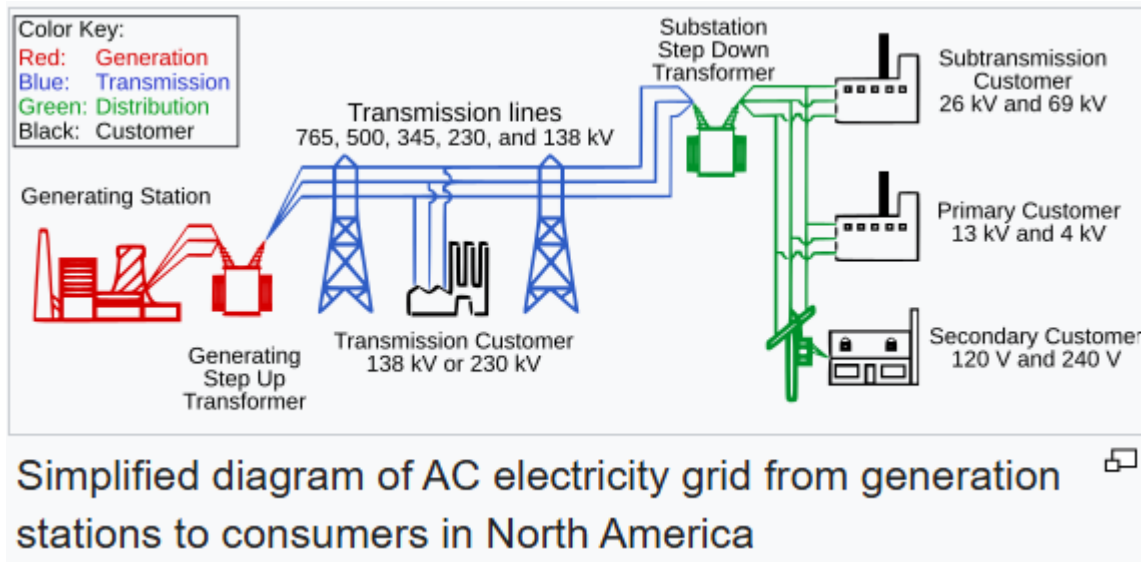 Color Key:
Red: Generation
Blue: Transmission
Green: Distribution
Black: Customer
Substation
Step Down
Transformer
Subtransmission
Customer
26 kV and 69 kV
Transmission lines
765, 500, 345, 230, and 138 kV
Generating Station
Primary Customer
13 kV and 4 kV
Transmission Customer
138 kV or 230 kV
Generating
Step Up
Transformer
Secondary Customer
120 V and 240 V
Simplified diagram of AC electricity grid from generation
stations to consumers in North America